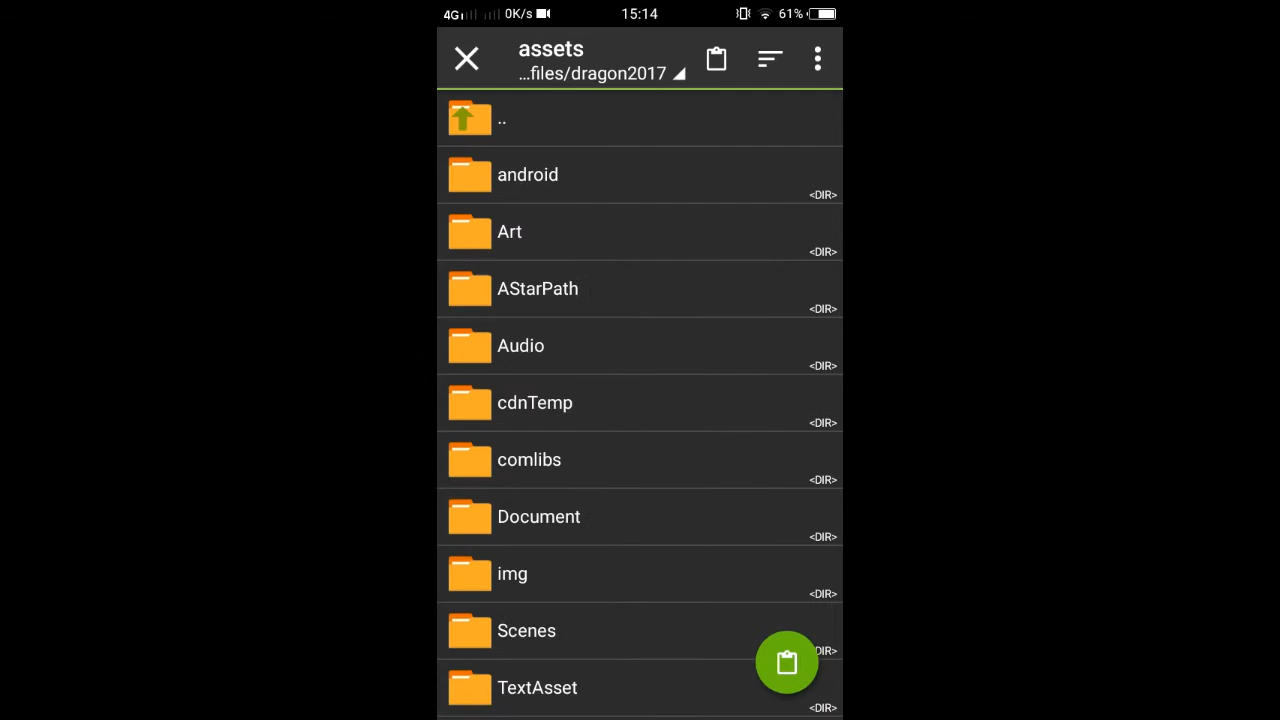 4G 0K/s 15:14 61%
assets
...files/dragon2017
..
android
<DIR>
Art
<DIR>
AStarPath
<DIR>
Audio
<DIR>
cdnTemp
<DIR>
comlibs
<DIR>
Document
<DIR>
img
<DIR>
Scenes
DIR>
TextAsset
<DIR>